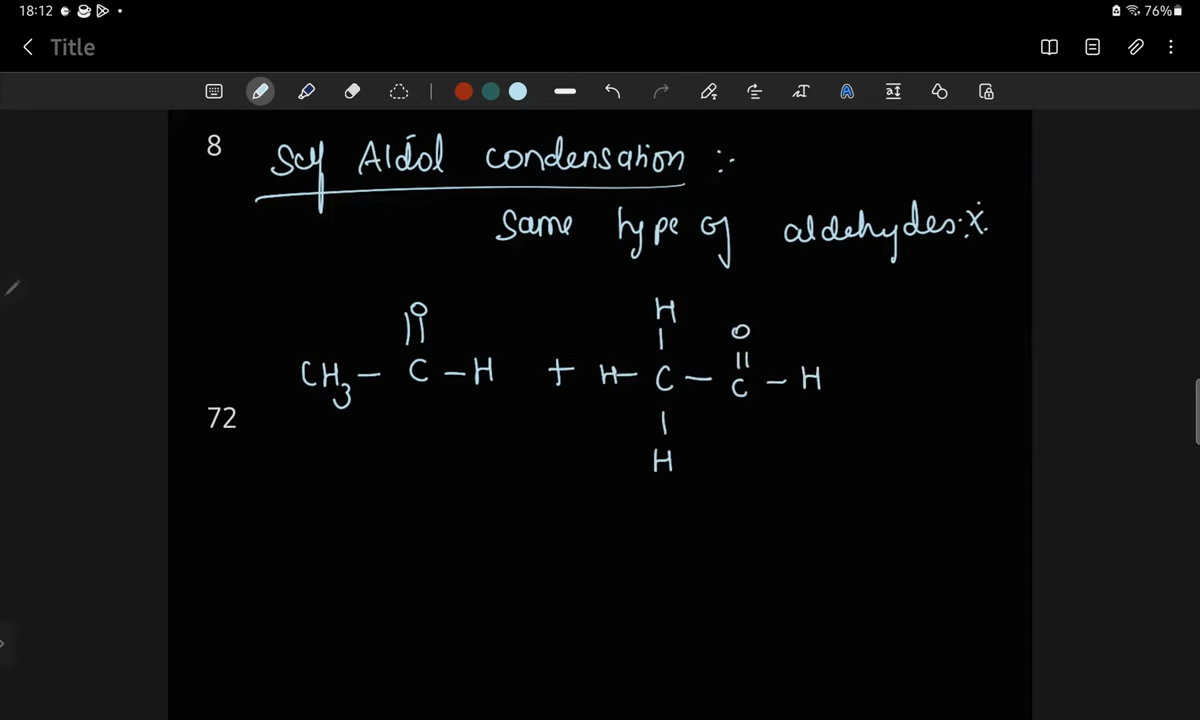 18:12
76%
Title
8
Self Aldol condensation :-
Same type of aldehydes
O H O
CH3 – C – H + H – C – C – H
H
72